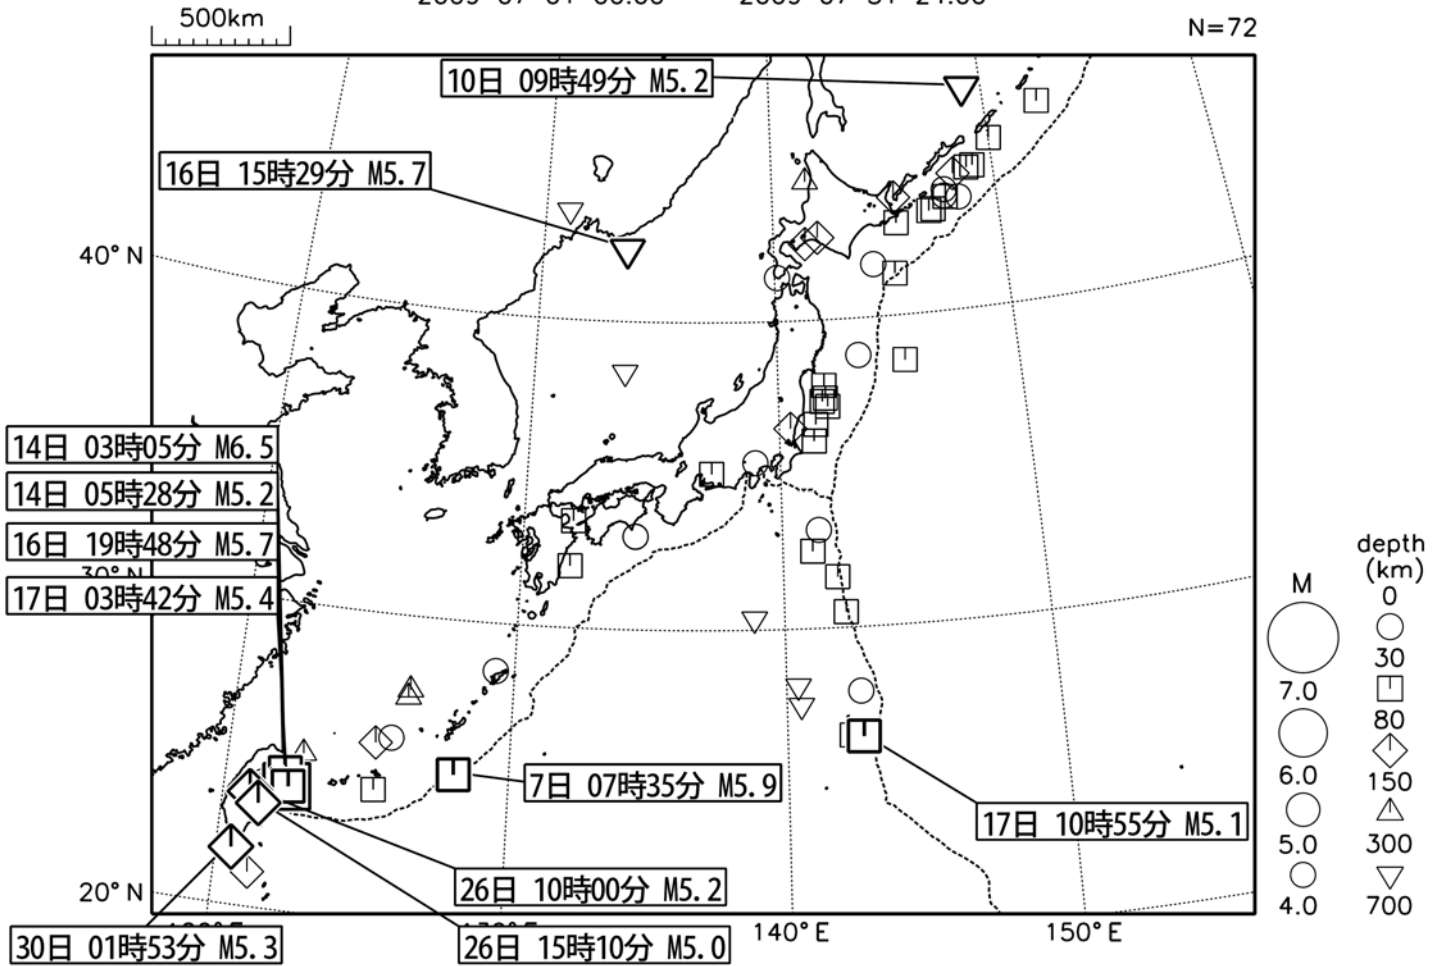 500km
N=72
10日 09時49分 M5.2
16日 15時29分 M5.7
40°N
14日 03時05分 M6.5
14日 05時28分 M5.2
16日 19時48分 M5.7
17日 03時42分 M5.4
7日 07時35分 M5.9
17日 10時55分 M5.1
26日 10時00分 M5.2
26日 15時10分 M5.0
30日 01時53分 M5.3
20°N
140°E
150°E
M
7.0
6.0
5.0
4.0
depth
(km)
0
30
80
150
300
700